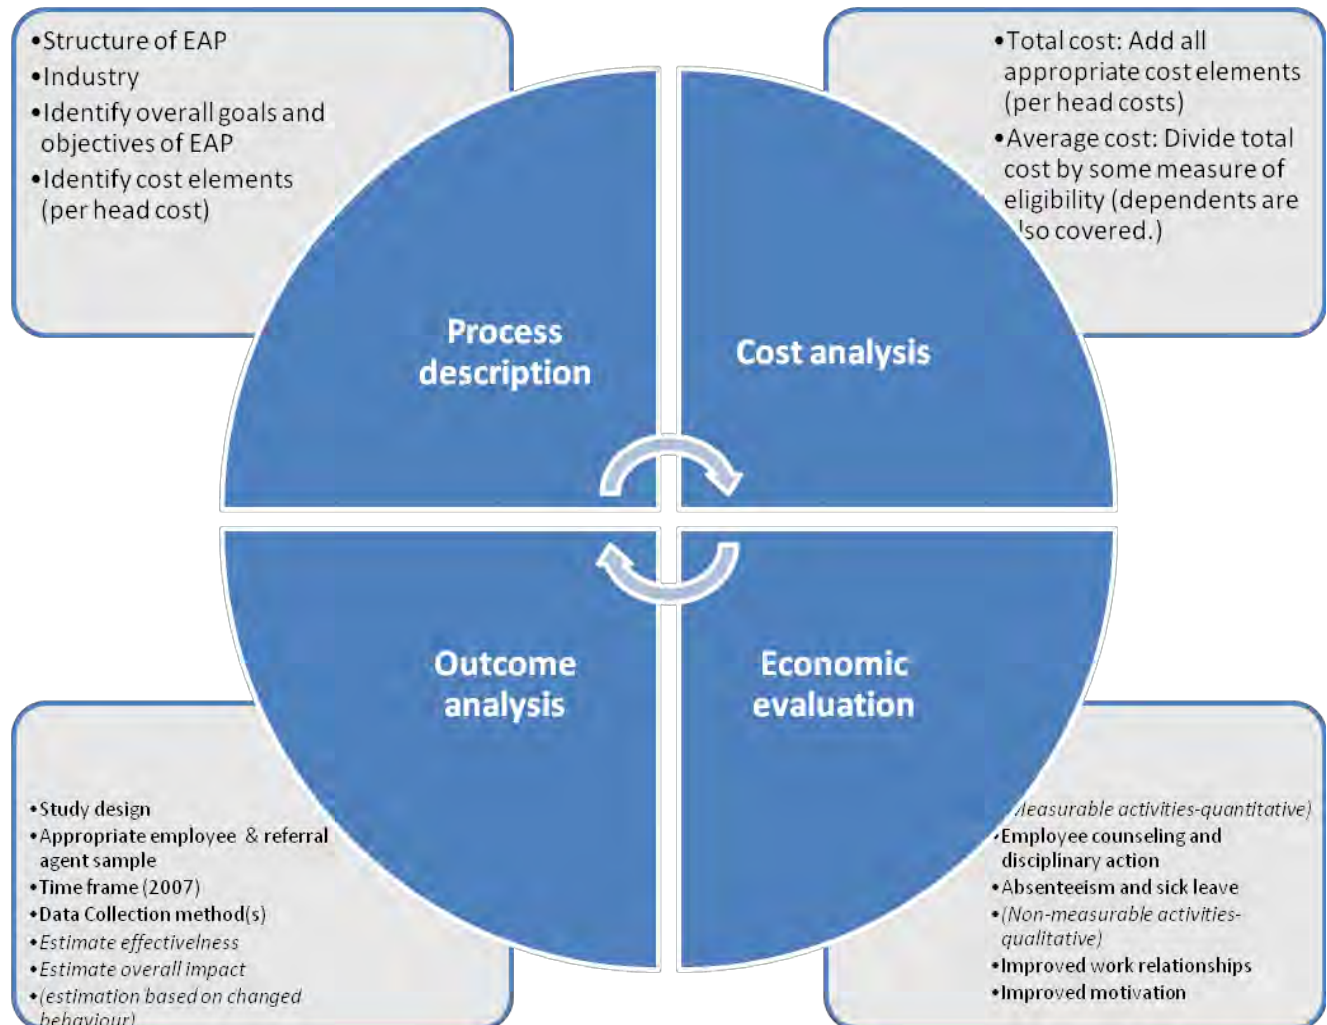 •Structure of EAP
•Industry
•Identify overall goals and
objectives of EAP
•Identify cost elements
(per head cost)
•Total cost: Add all
appropriate cost elements
(per head costs)
•Average cost: Divide total
cost by some measure of
eligibility (dependents are
lso covered.)
Process
description
Cost analysis
Outcome
analysis
Economic
evaluation
•Study design
•Appropriate employee & referral
agent sample
•Time frame (2007)
•Data Collection method(s)
•Estimate effectivelness
•Estimate overall impact
•(estimation based on changed
behaviour)
Measurable activities-quantitative)
•Employee counseling and
disciplinary action
•Absenteeism and sick leave
•(Non-measurable activities-
qualitative)
•Improved work relationships
•Improved motivation